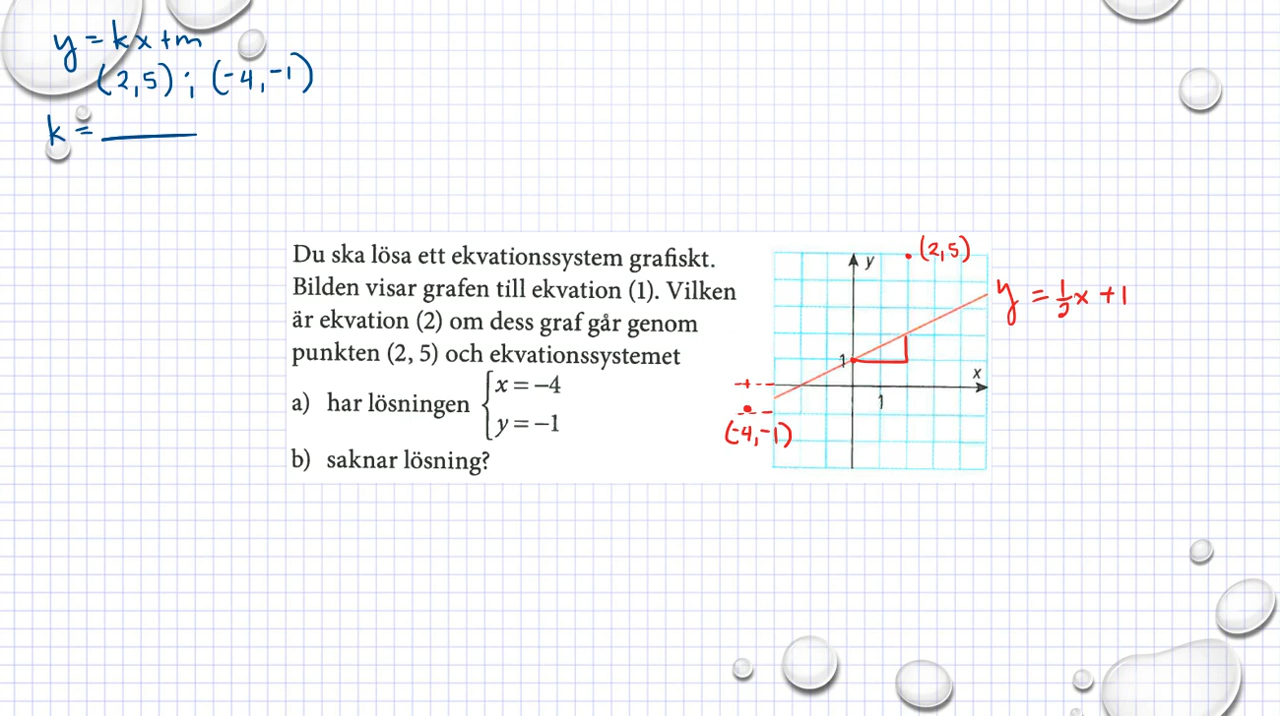 y = kx + m
(2,5) ; (-4,-1)
k =
Du ska lösa ett ekvationssystem grafiskt.
Bilden visar grafen till ekvation (1). Vilken
är ekvation (2) om dess graf går genom
punkten (2, 5) och ekvationssystemet
a) har lösningen { x = −4
y = −1
b) saknar lösning?
(2,5)
y
y = 1/2 x + 1
1
x
1
(-4,-1)